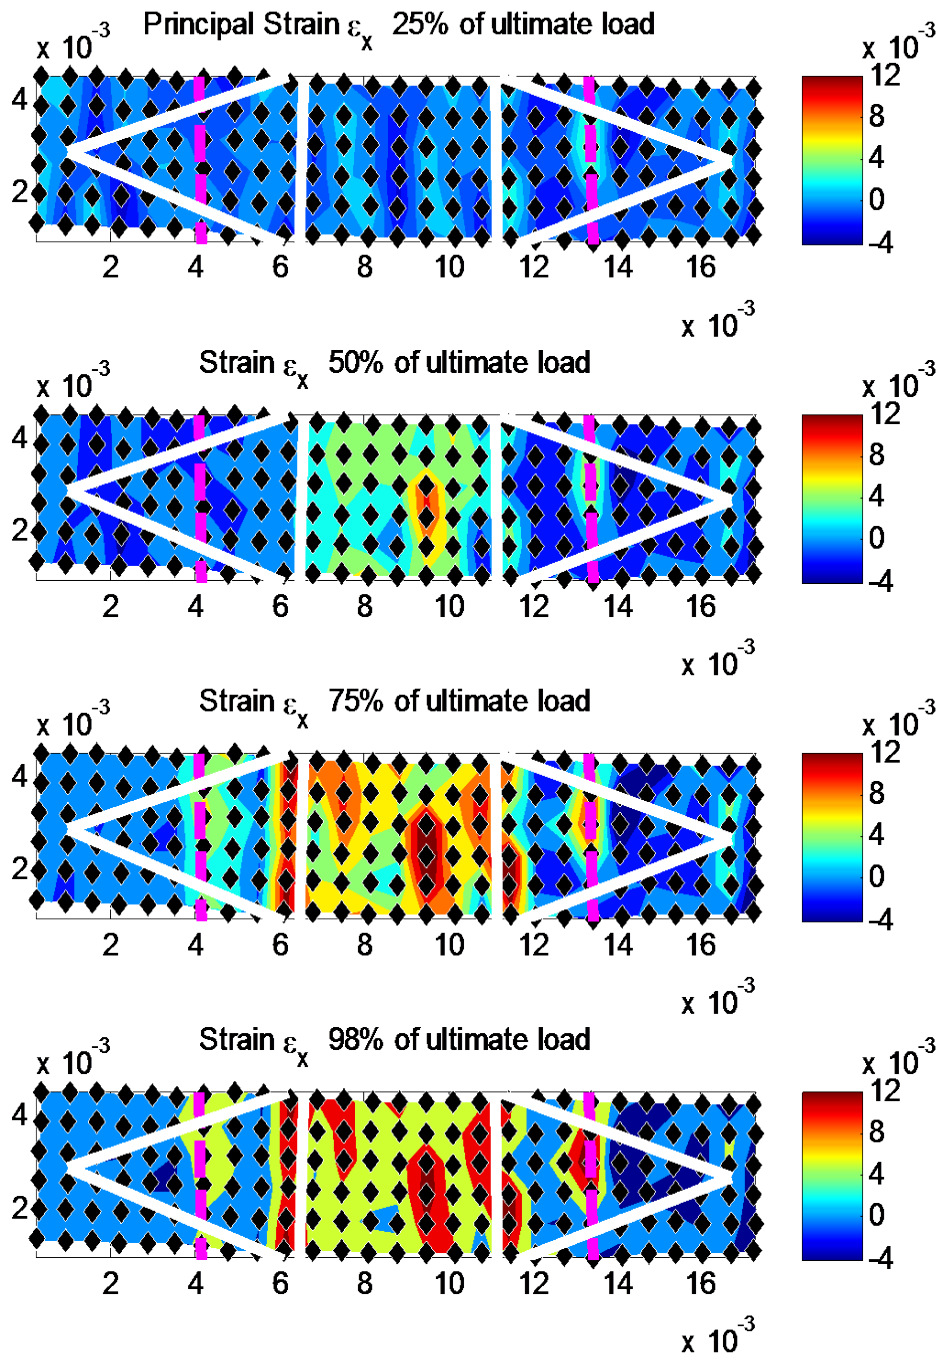 Principal Strain εx 25% of ultimate load
x 10-3
x 10-3
4
2
2 4 6 8 10 12 14 16
x 10-3
12
8
4
0
-4
Strain εx 50% of ultimate load
x 10-3
x 10-3
4
2
2 4 6 8 10 12 14 16
x 10-3
12
8
4
0
-4
Strain εx 75% of ultimate load
x 10-3
x 10-3
4
2
2 4 6 8 10 12 14 16
x 10-3
12
8
4
0
-4
Strain εx 98% of ultimate load
x 10-3
x 10-3
4
2
2 4 6 8 10 12 14 16
x 10-3
12
8
4
0
-4